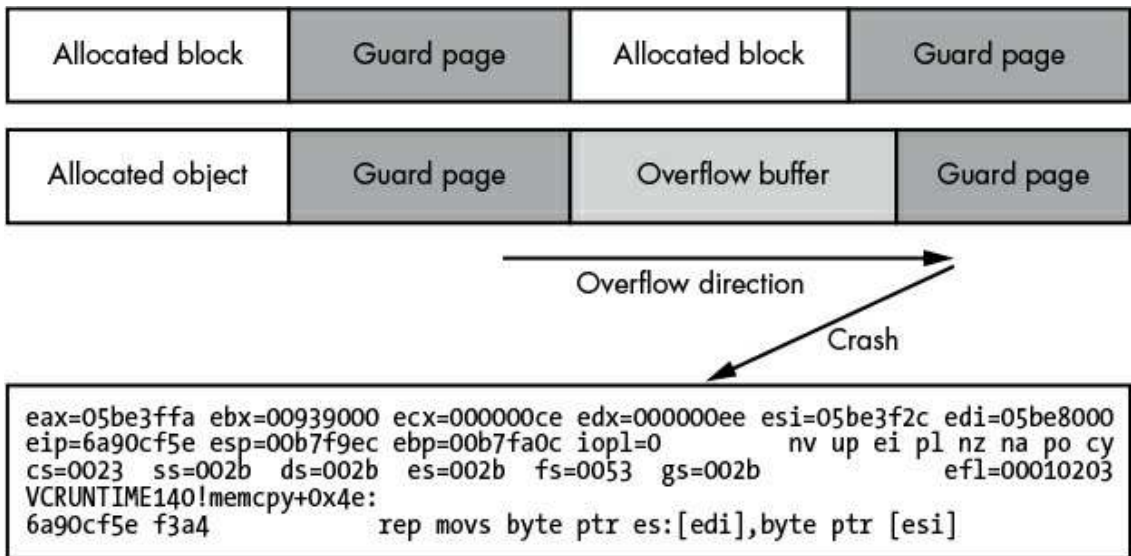 Allocated block Guard page Allocated block Guard page
Allocated object Guard page Overflow buffer Guard page
Overflow direction
Crash
eax=05be3ffa ebx=00939000 ecx=000000ce edx=000000ee esi=05be3f2c edi=05be8000
eip=6a90cf5e esp=00b7f9ec ebp=00b7fa0c iopl=0 nv up ei pl nz na po cy
cs=0023 ss=002b ds=002b es=002b fs=0053 gs=002b efl=00010203
VCRUNTIME140!memcpy+0x4e:
6a90cf5e f3a4 rep movs byte ptr es:[edi],byte ptr [esi]